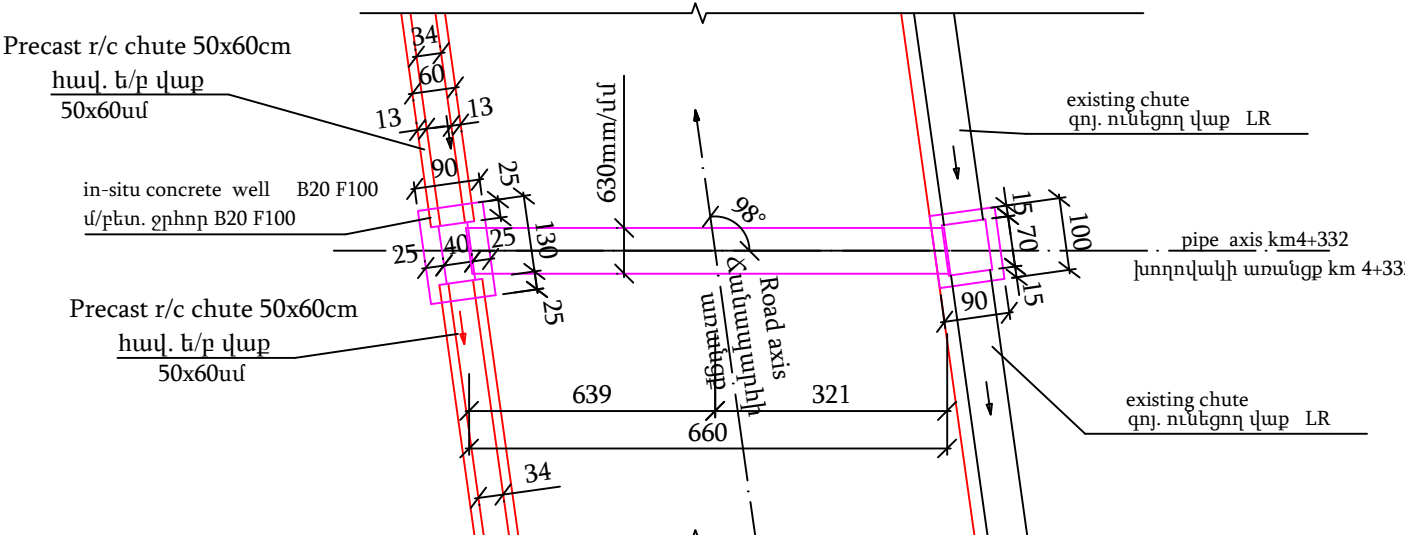 34
Precast r/c chute 50x60cm
հավ. ե/բ վաք
50x60սմ
60
13
13
630mm/մմ
existing chute
գոյ. ունեցող վաք LR
90
25
in-situ concrete well B20 F100
մ/բետ. ջրհոր B20 F100
98°
15
70
100
25
40
25
130
pipe axis km4+332
խողովակի առանցք km 4+332
15
90
25
Precast r/c chute 50x60cm
հավ. ե/բ վաք
50x60սմ
Road axis
Ճանապարհի
առանցք
639
321
existing chute
գոյ. ունեցող վաք LR
660
34